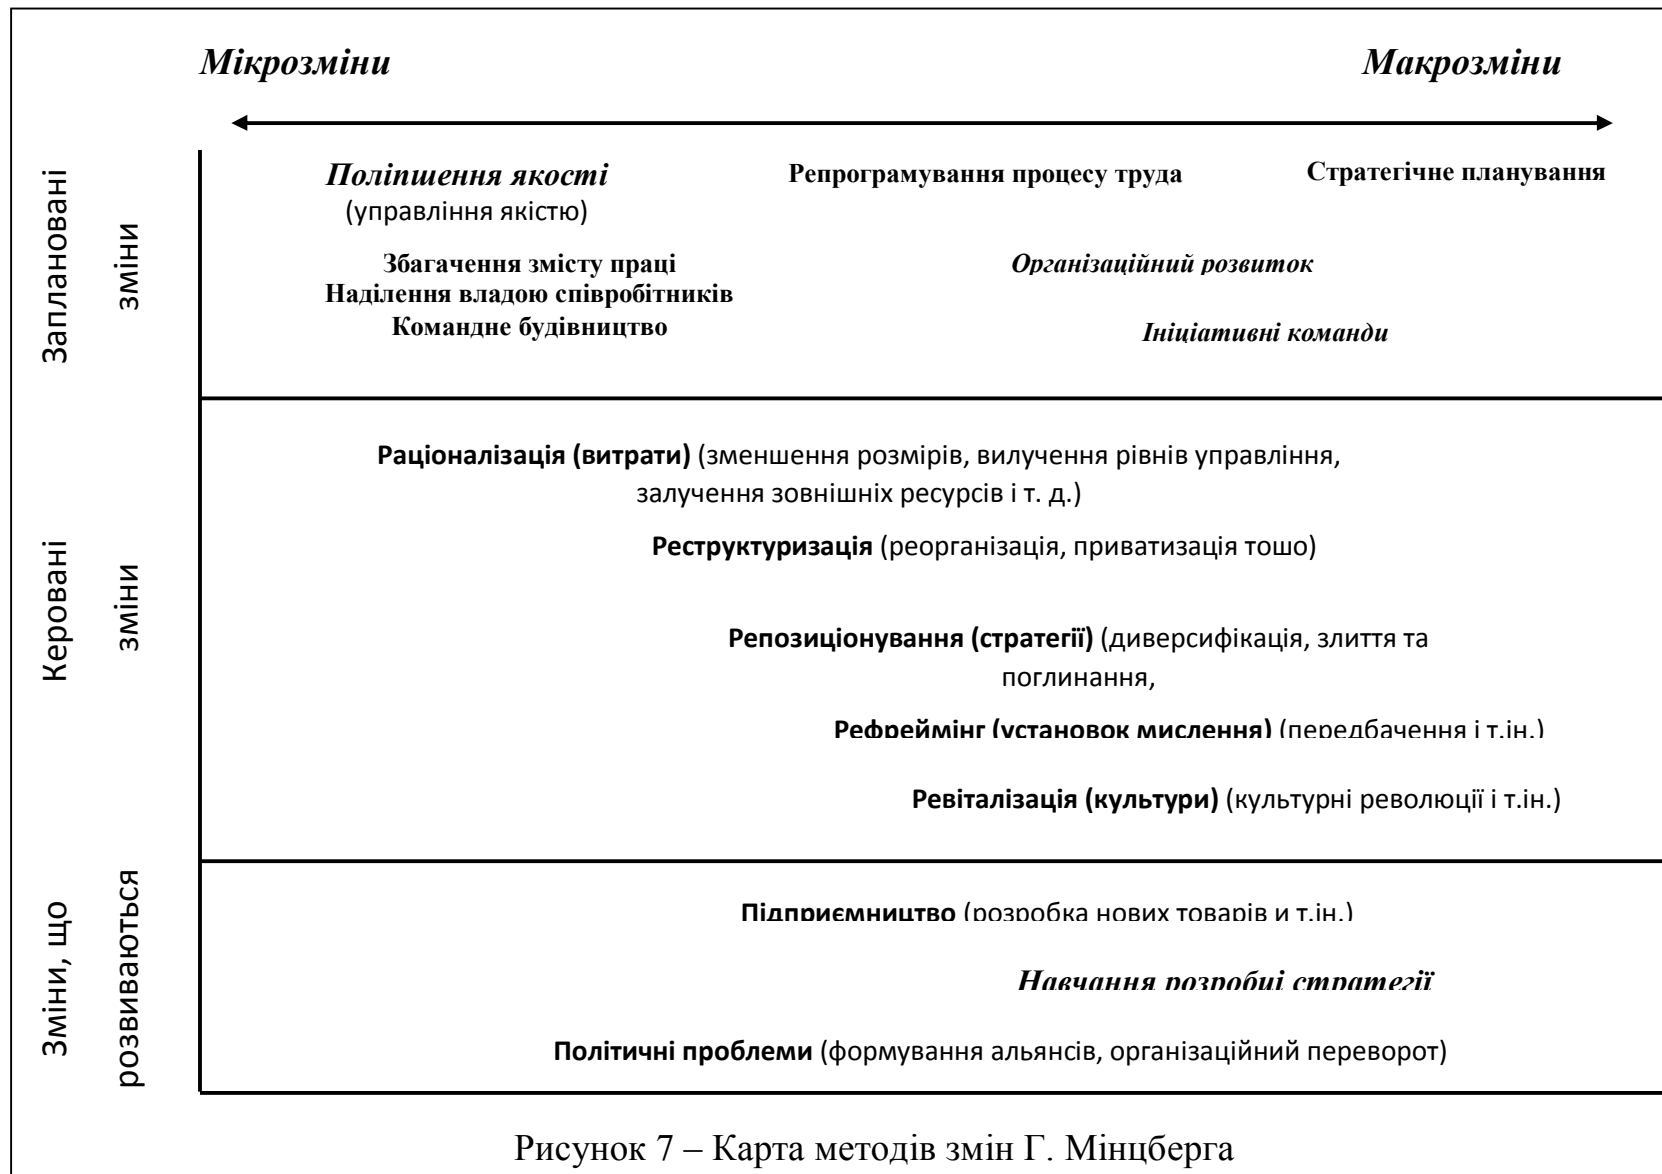 Мікрозміни Макрозміни
Заплановані
зміни
Поліпшення якості Репрограмування процесу труда Стратегічне планування
(управління якістю)
Збагачення змісту праці Організаційний розвиток
Наділення владою співробітників
Командне будівництво Ініціативні команди
Керовані
зміни
Раціоналізація (витрати) (зменшення розмірів, вилучення рівнів управління,
залучення зовнішніх ресурсів і т. д.)
Реструктуризація (реорганізація, приватизація тошо)
Репозиціонування (стратегії) (диверсифікація, злиття та
поглинання,
Рефреймінг (установок мислення) (передбачення і т.ін.)
Ревіталізація (культури) (культурні революції і т.ін.)
Зміни, що
розвиваються
Підприємництво (розробка нових товарів и т.ін.)
Навчання розробці стратегії
Політичні проблеми (формування альянсів, організаційний переворот)
Рисунок 7 – Карта методів змін Г. Мінцберга